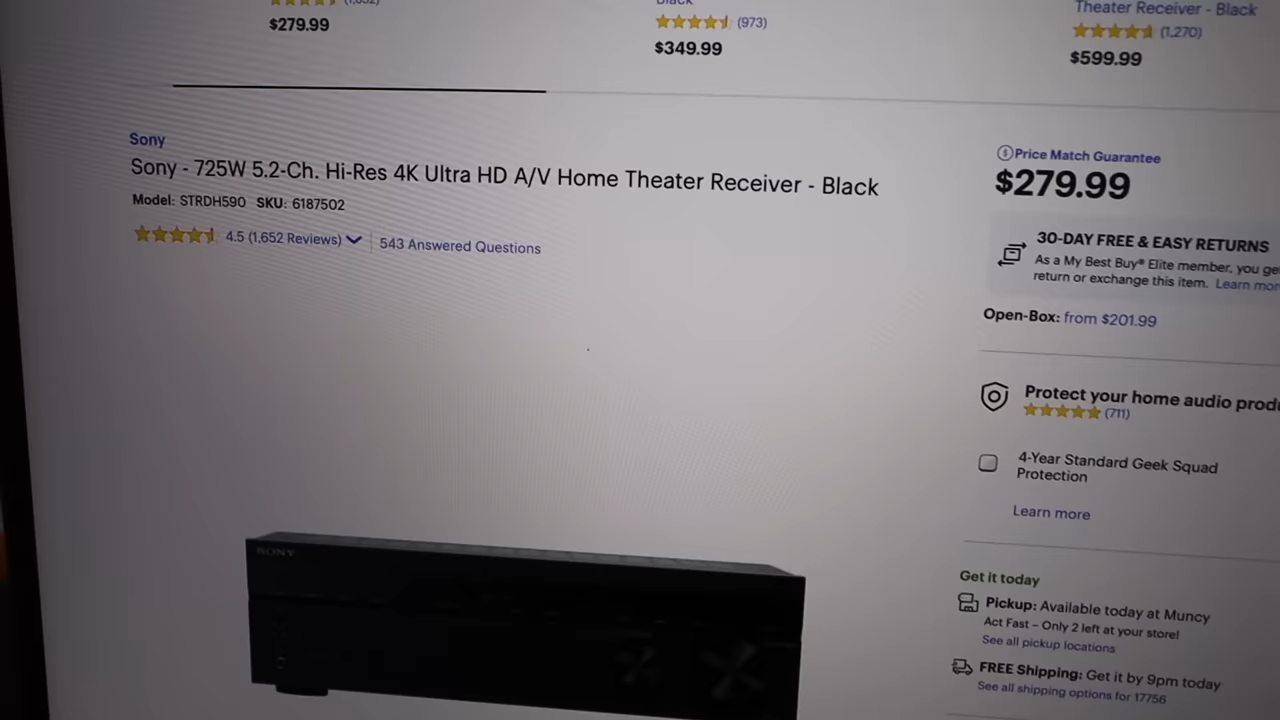 (1,652)
$279.99
Black
(973)
$349.99
Theater Receiver - Black
(1,270)
$599.99
Sony
Sony - 725W 5.2-Ch. Hi-Res 4K Ultra HD A/V Home Theater Receiver - Black
Model: STRDH590 SKU: 6187502
4.5 (1,652 Reviews)
543 Answered Questions
Price Match Guarantee
$279.99
30-DAY FREE & EASY RETURNS
As a My Best Buy® Elite member, you ge
return or exchange this item. Learn mor
Open-Box: from $201.99
Protect your home audio prod
(711)
4-Year Standard Geek Squad
Protection
Learn more
Get it today
Pickup: Available today at Muncy
Act Fast – Only 2 left at your store!
See all pickup locations
FREE Shipping: Get it by 9pm today
See all shipping options for 17756
SONY